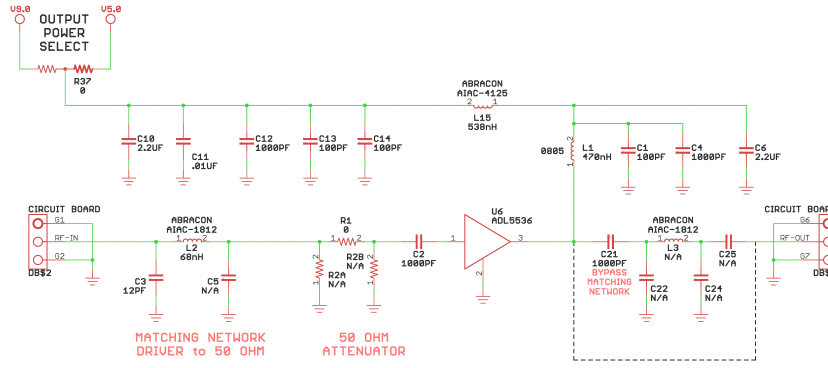 V9.0
V5.0
OUTPUT
POWER
SELECT
R37
0
ABRACON
AIAC-4125
2 1
L15
538nH
C10
2.2UF
C11
.01UF
C12
1000PF
C13
100PF
C14
100PF
0805
2
1
L1
470nH
C1
100PF
C4
1000PF
C6
2.2UF
CIRCUIT BOARD
G1
RF-IN
G2
DB$2
ABRACON
AIAC-1812
1 2
L2
68nH
C3
12PF
C5
N/A
R1
0
1 2
R2A
N/A
2
1
R2B
N/A
2
1
C2
1000PF
U6
ADL5536
1
3
2
C21
1000PF
BYPASS
MATCHING
NETWORK
ABRACON
AIAC-1812
1 2
L3
N/A
C22
N/A
C24
N/A
C25
N/A
CIRCUIT BOAR
G6
RF-OUT
G7
DB$
MATCHING NETWORK
DRIVER to 50 OHM
50 OHM
ATTENUATOR